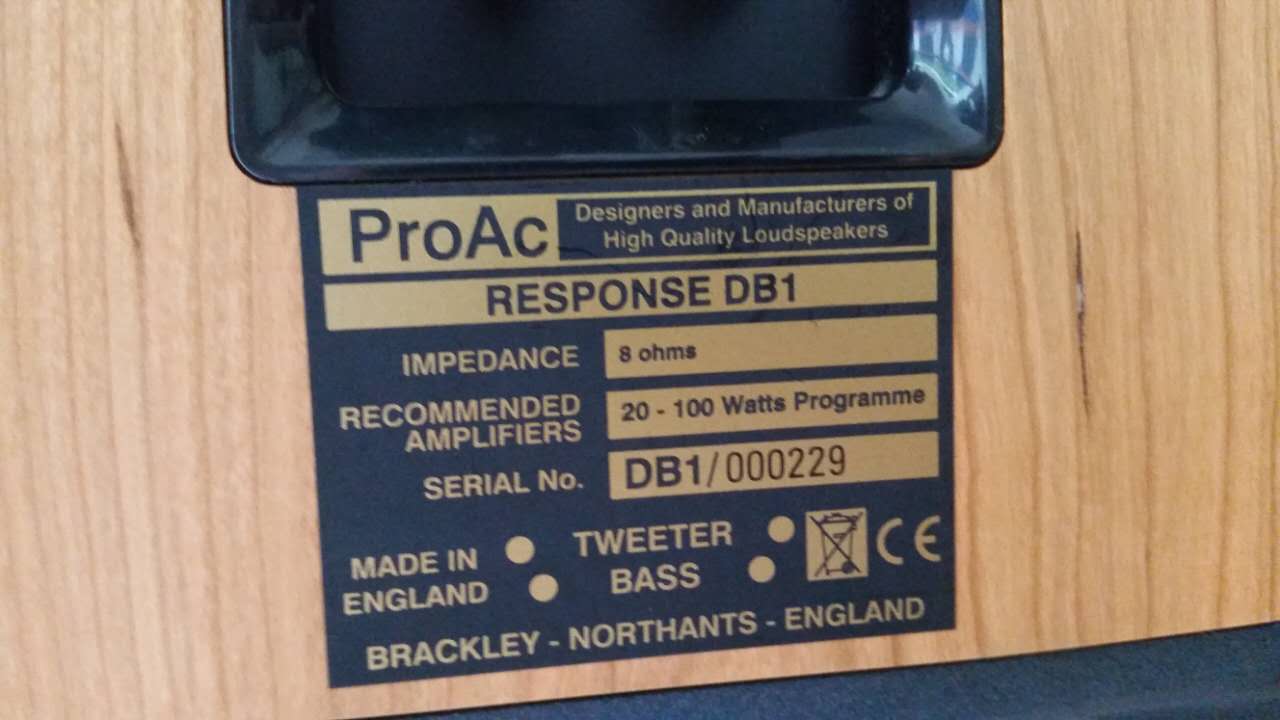 ProAc
Designers and Manufacturers of
High Quality Loudspeakers
RESPONSE DB1
IMPEDANCE 8 ohms
RECOMMENDED
AMPLIFIERS 20 - 100 Watts Programme
SERIAL No. DB1/000229
MADE IN
ENGLAND
TWEETER
BASS
CE
BRACKLEY - NORTHANTS - ENGLAND